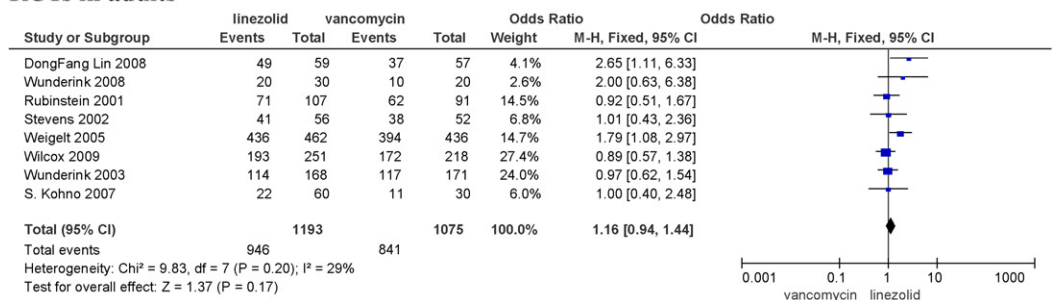 linezolid vancomycin Odds Ratio Odds Ratio
Study or Subgroup Events Total Events Total Weight M-H, Fixed, 95% CI M-H, Fixed, 95% CI
DongFang Lin 2008 49 59 37 57 4.1% 2.65 [1.11, 6.33]
Wunderink 2008 20 30 10 20 2.6% 2.00 [0.63, 6.38]
Rubinstein 2001 71 107 62 91 14.5% 0.92 [0.51, 1.67]
Stevens 2002 41 56 38 52 6.8% 1.01 [0.43, 2.36]
Weigelt 2005 436 462 394 436 14.7% 1.79 [1.08, 2.97]
Wilcox 2009 193 251 172 218 27.4% 0.89 [0.57, 1.38]
Wunderink 2003 114 168 117 171 24.0% 0.97 [0.62, 1.54]
S. Kohno 2007 22 60 11 30 6.0% 1.00 [0.40, 2.48]
Total (95% CI) 1193 1075 100.0% 1.16 [0.94, 1.44]
Total events 946 841
Heterogeneity: Chi² = 9.83, df = 7 (P = 0.20); I² = 29%
Test for overall effect: Z = 1.37 (P = 0.17)
0.001 0.1 1 10 1000
vancomycin linezolid